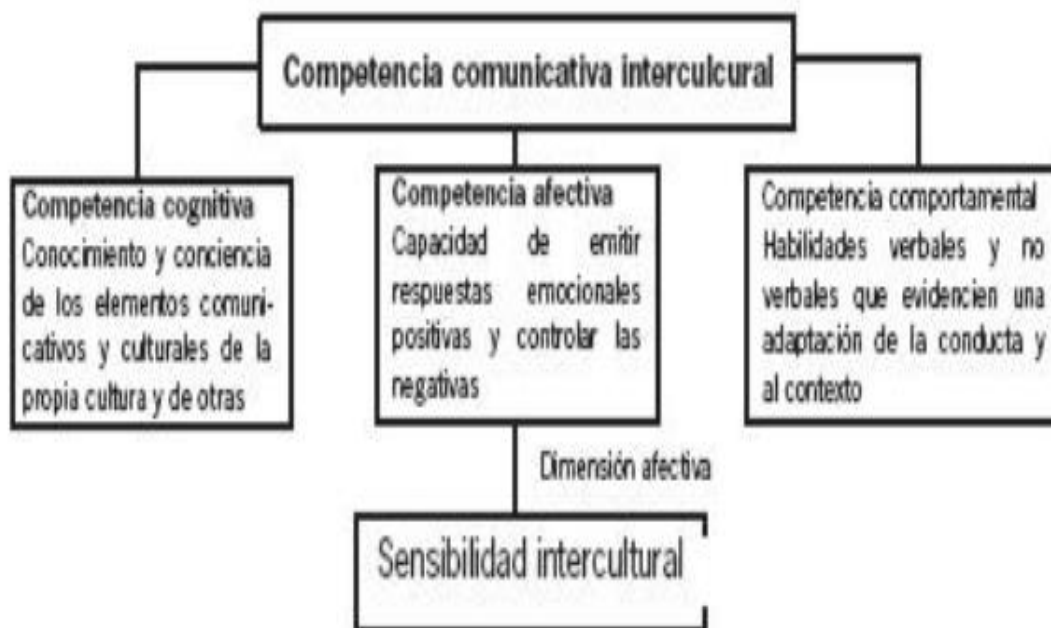 Competencia comunicativa interculcural
Competencia cognitiva
Conocimiento y conciencia
de los elementos comuni-
cativos y culturales de la
propia cultura y de otras
Competencia afectiva
Capacidad de emitir
respuestas emocionales
positivas y controlar las
negativas
Competencia comportamental
Habilidades verbales y no
verbales que evidencien una
adaptación de la conducta y
al contexto
Dimensión afectiva
Sensibilidad intercultural